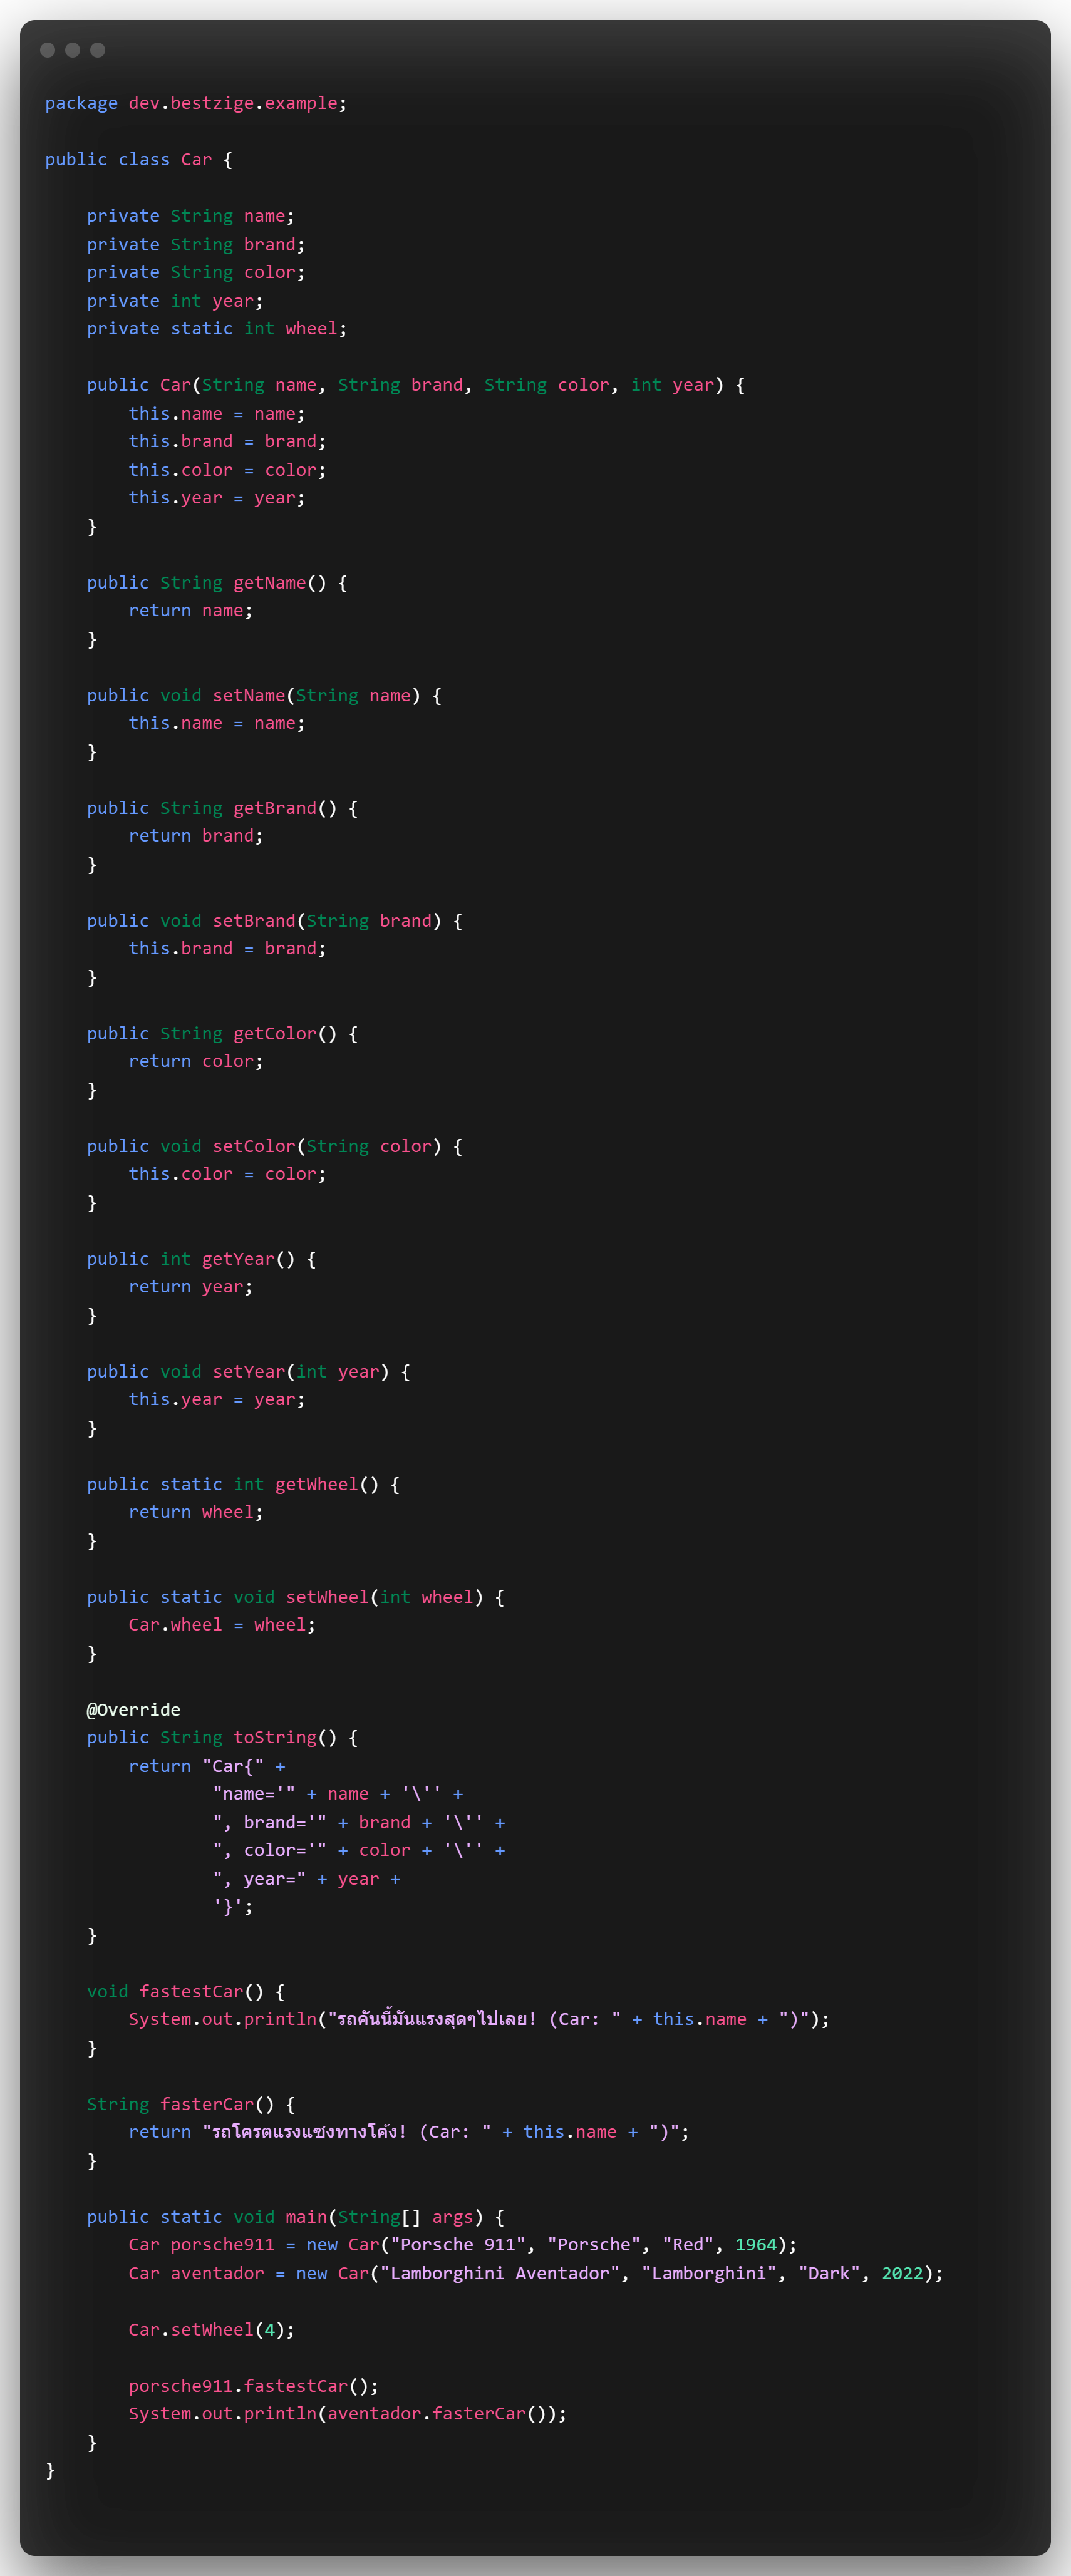 package dev.bestzige.example;

public class Car {

    private String name;
    private String brand;
    private String color;
    private int year;
    private static int wheel;

    public Car(String name, String brand, String color, int year) {
        this.name = name;
        this.brand = brand;
        this.color = color;
        this.year = year;
    }

    public String getName() {
        return name;
    }

    public void setName(String name) {
        this.name = name;
    }

    public String getBrand() {
        return brand;
    }

    public void setBrand(String brand) {
        this.brand = brand;
    }

    public String getColor() {
        return color;
    }

    public void setColor(String color) {
        this.color = color;
    }

    public int getYear() {
        return year;
    }

    public void setYear(int year) {
        this.year = year;
    }

    public static int getWheel() {
        return wheel;
    }

    public static void setWheel(int wheel) {
        Car.wheel = wheel;
    }

    @Override
    public String toString() {
        return "Car{" +
                "name='" + name + '\'' +
                ", brand='" + brand + '\'' +
                ", color='" + color + '\'' +
                ", year=" + year +
                '}';
    }

    void fastestCar() {
        System.out.println("รถคันนี้มันแรงสุดๆไปเลย! (Car: " + this.name + ")");
    }

    String fasterCar() {
        return "รถโครตแรงแซงทางโค้ง! (Car: " + this.name + ")";
    }

    public static void main(String[] args) {
        Car porsche911 = new Car("Porsche 911", "Porsche", "Red", 1964);
        Car aventador = new Car("Lamborghini Aventador", "Lamborghini", "Dark", 2022);

        Car.setWheel(4);

        porsche911.fastestCar();
        System.out.println(aventador.fasterCar());
    }
}